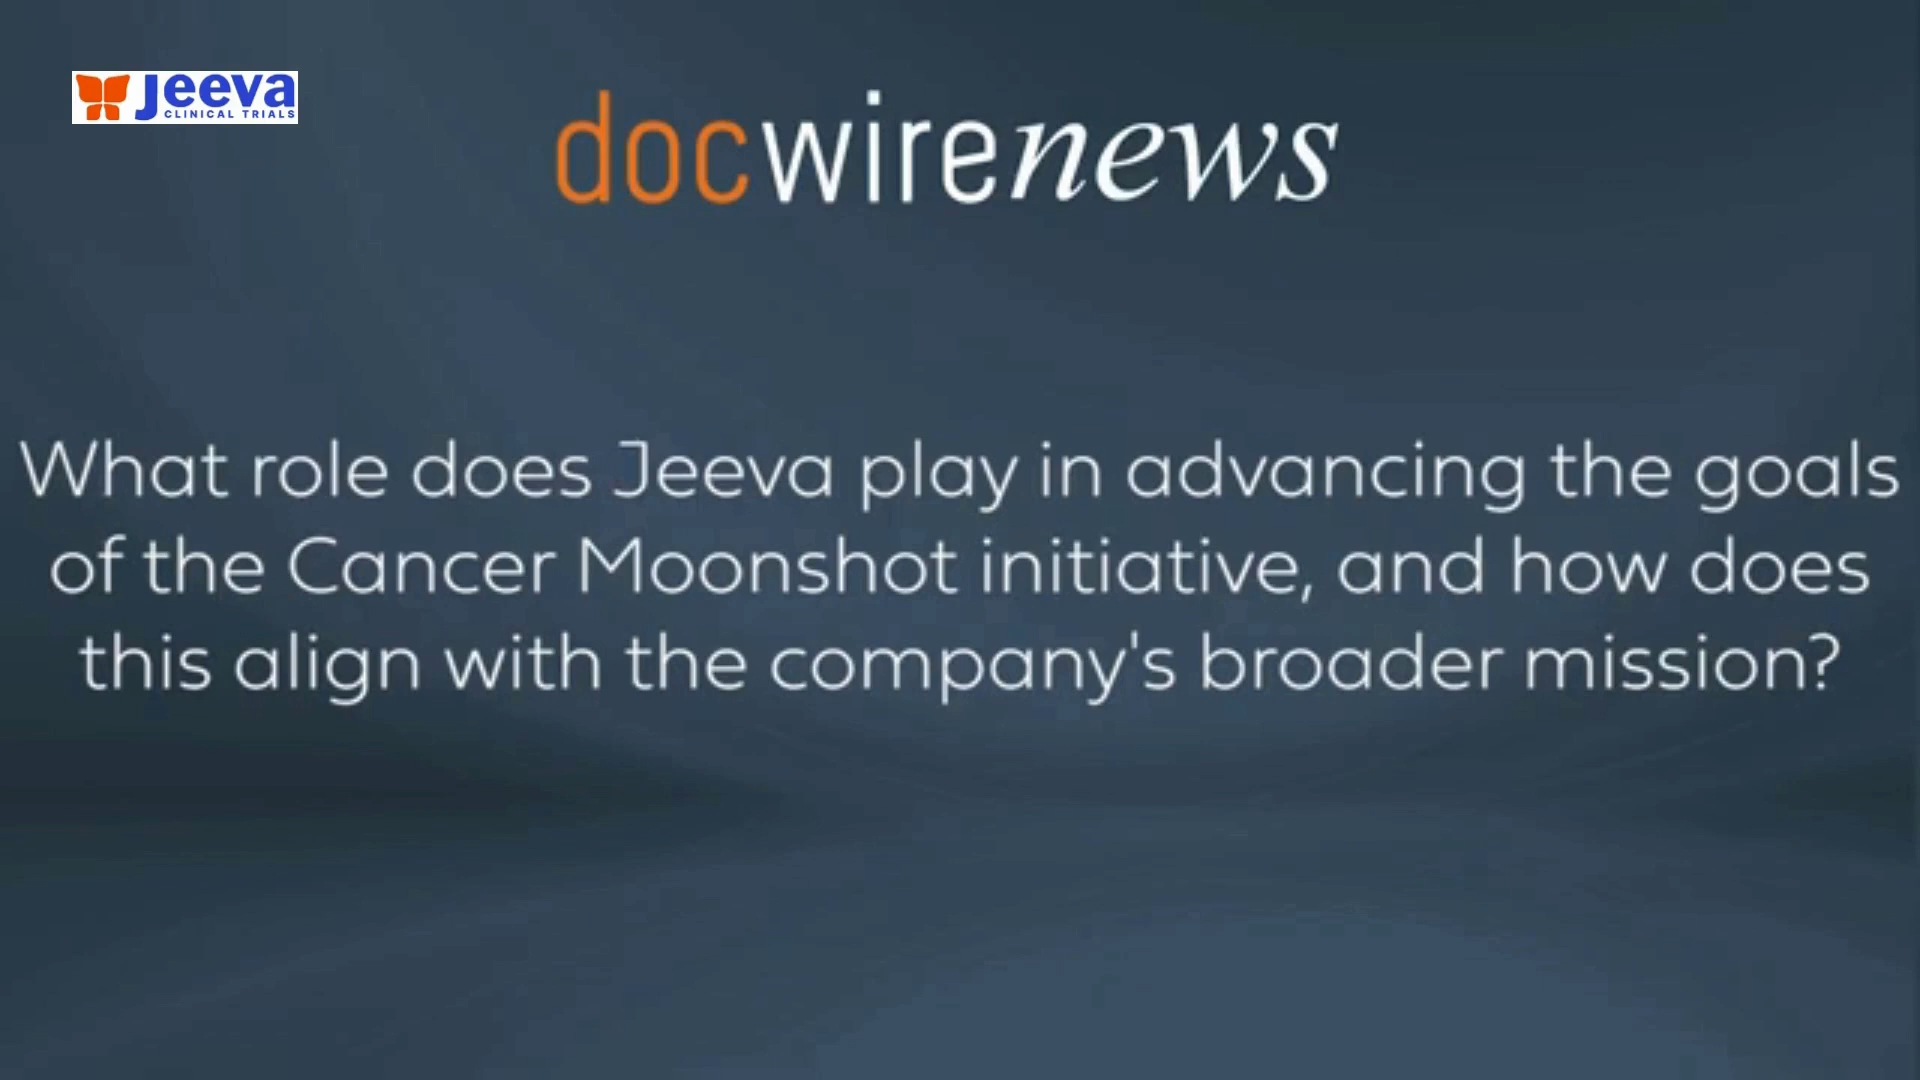 Jeeva
CLINICAL TRIALS
docwirenews
What role does Jeeva play in advancing the goals
of the Cancer Moonshot initiative, and how does
this align with the company's broader mission?